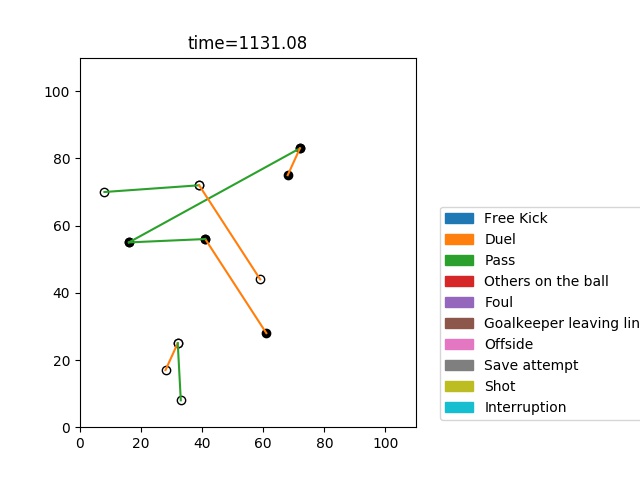 time=1131.08
100
80
60
40
20
0
0 20 40 60 80 100
Free Kick
Duel
Pass
Others on the ball
Foul
Goalkeeper leaving lin
Offside
Save attempt
Shot
Interruption